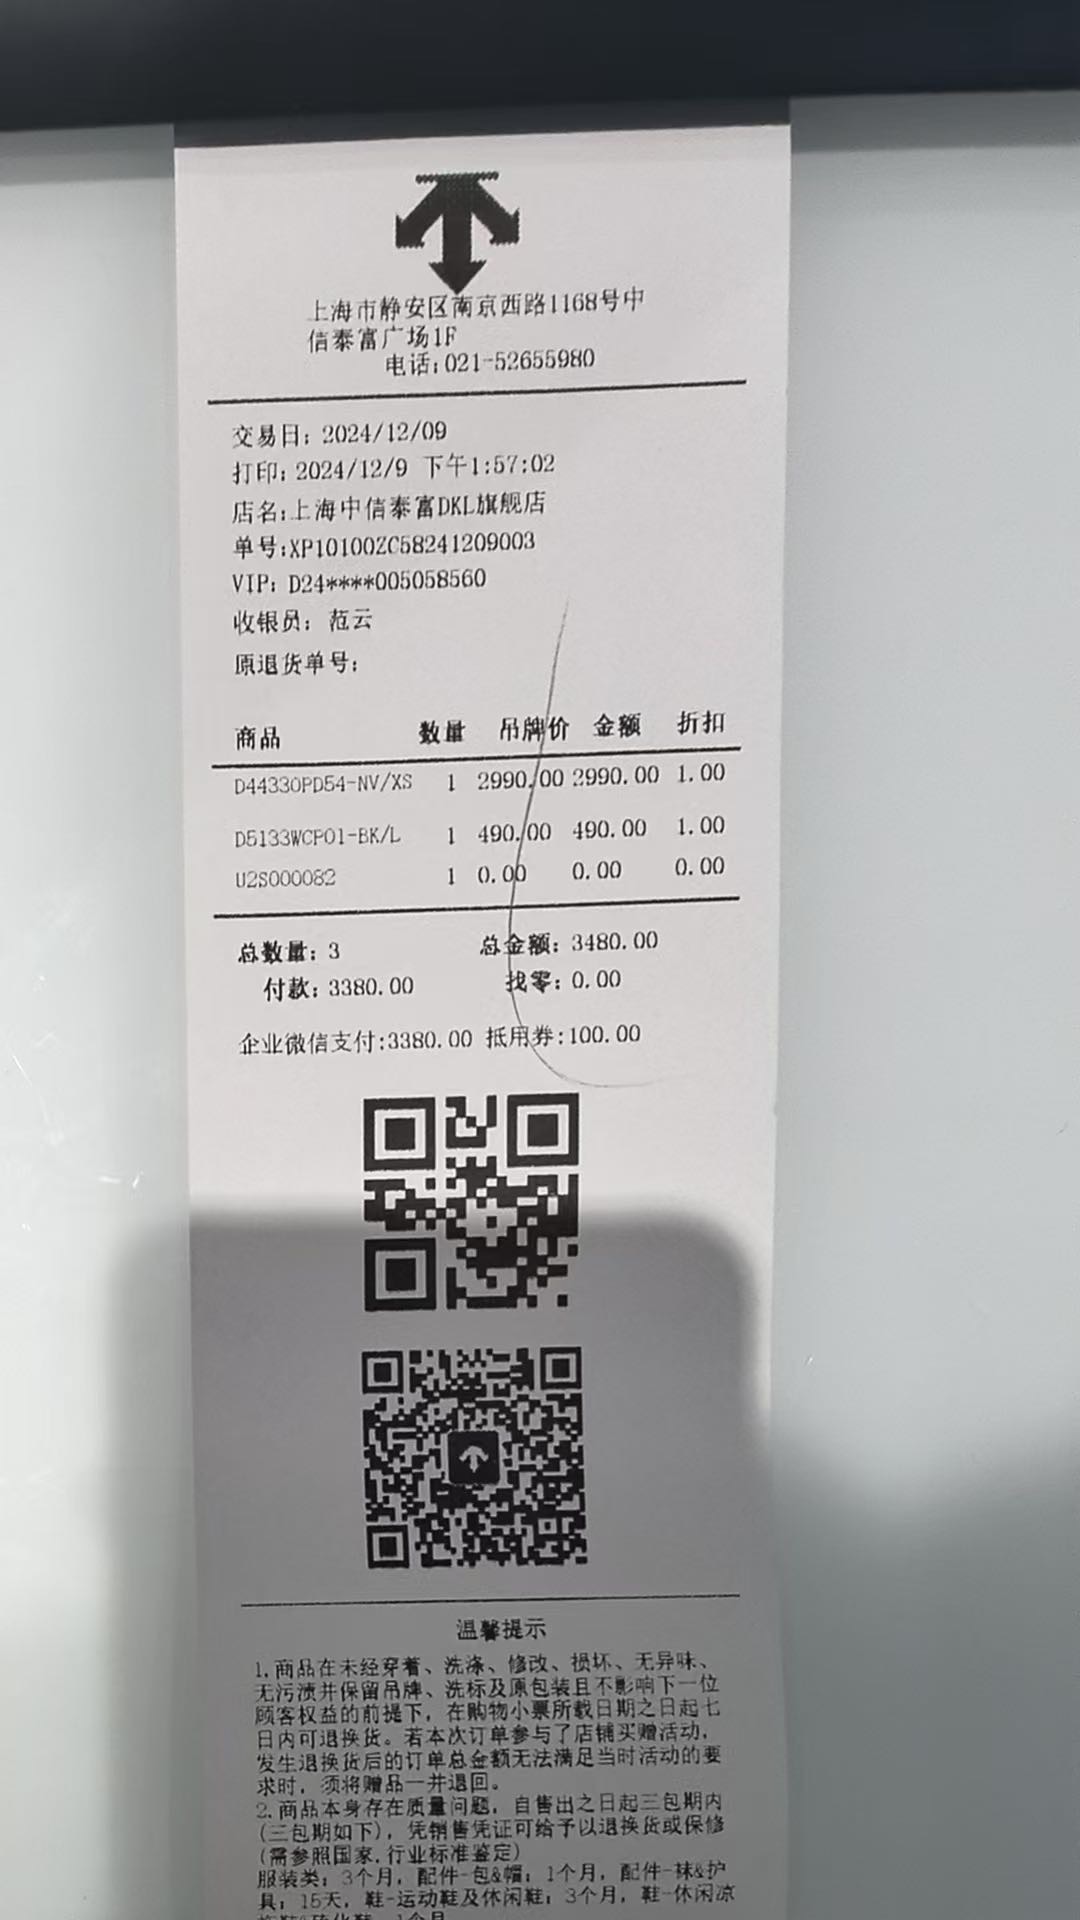 上海市静安区南京西路1168号中
信泰富广场1F
电话:021-52655980
交易日: 2024/12/09
打印: 2024/12/9 下午1:57:02
店名:上海中信泰富DKL旗舰店
单号:XP10100ZC58241209003
VIP: D24****005058560
收银员: 范云
原退货单号:
商品 数量 吊牌价 金额 折扣
D44330PD54-NV/XS 1 2990.00 2990.00 1.00
D5133WCP01-BK/L 1 490.00 490.00 1.00
U2S000082 1 0.00 0.00 0.00
总数量: 3 总金额: 3480.00
付款: 3380.00 找零: 0.00
企业微信支付:3380.00 抵用券:100.00
温馨提示
1.商品在未经穿着、洗涤、修改、损坏、无异味、
无污渍并保留吊牌、洗标及原包装且不影响下一位
顾客权益的前提下，在购物小票所载日期之日起七
日内可退换货。若本次订单参与了店铺买赠活动，
发生退换货后的订单总金额无法满足当时活动的要
求时，须将赠品一并退回。
2.商品本身存在质量问题，自售出之日起三包期内
(三包期如下)，凭销售凭证可给予以退换货或保修
(需参照国家.行业标准鉴定)
服装类: 3个月，配件-包&帽: 1个月，配件-袜&护
具: 15天，鞋-运动鞋及休闲鞋: 3个月，鞋-休闲凉